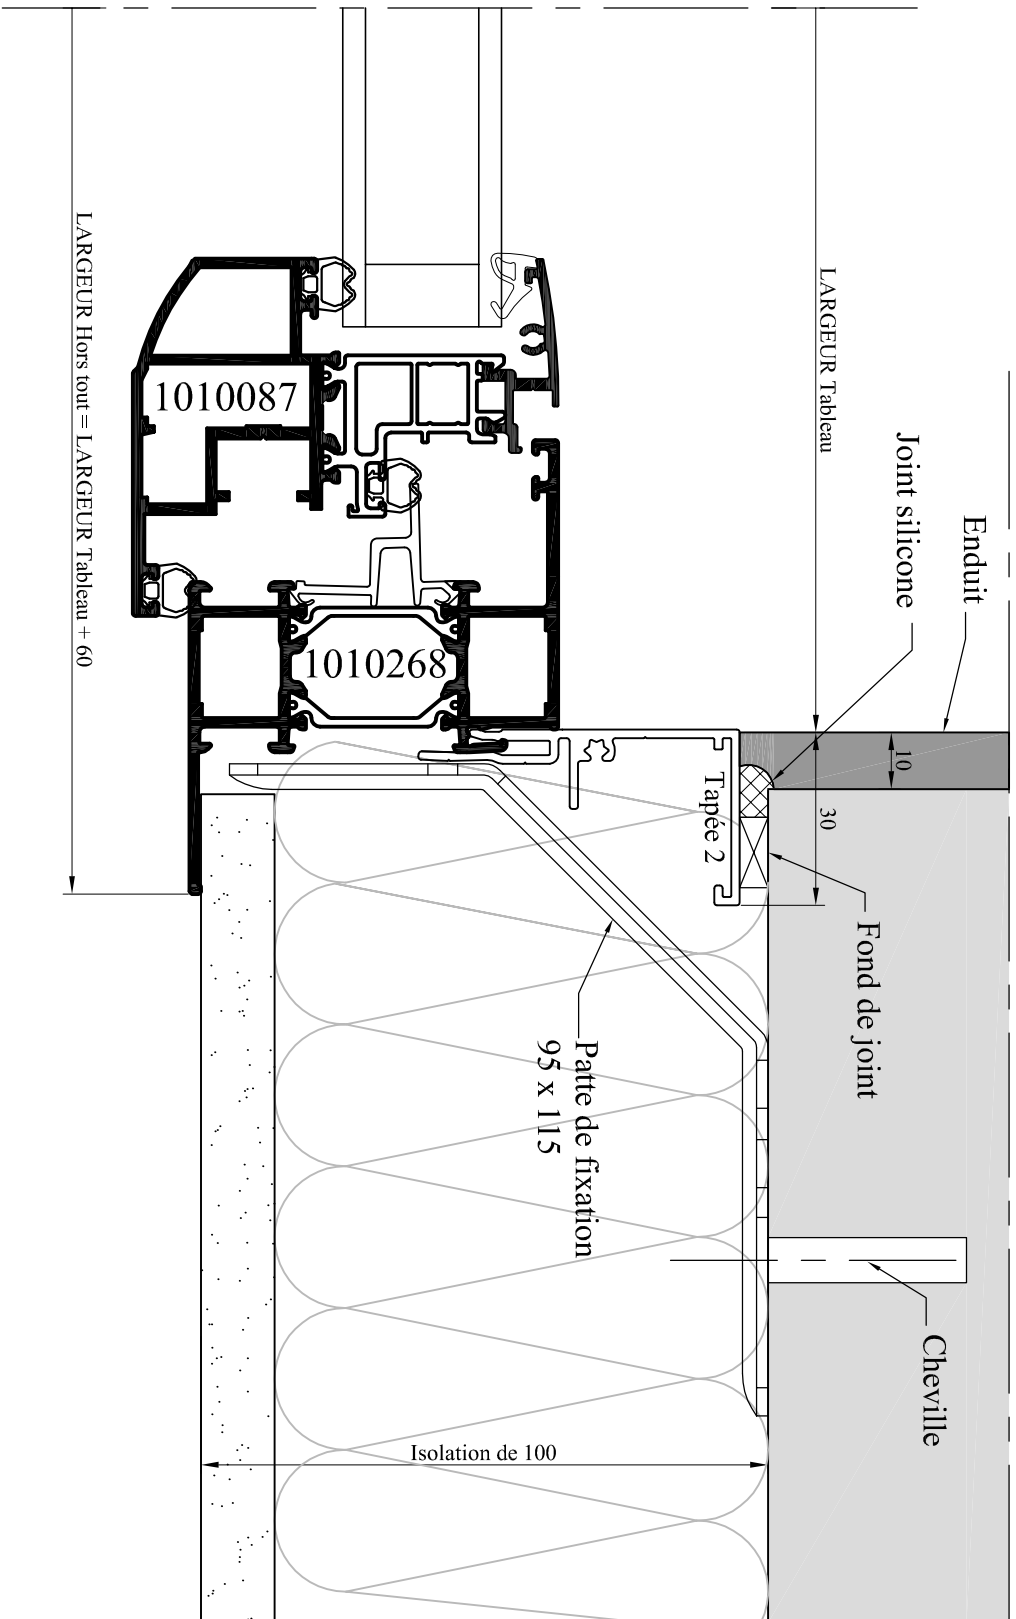 LARGEUR Tableau
LARGEUR Hors tout = LARGEUR Tableau + 60
1010087
1010268
Joint silicone
Enduit
10
30
Tapée 2
Fond de joint
Patte de fixation
95 x 115
Cheville
Isolation de 100